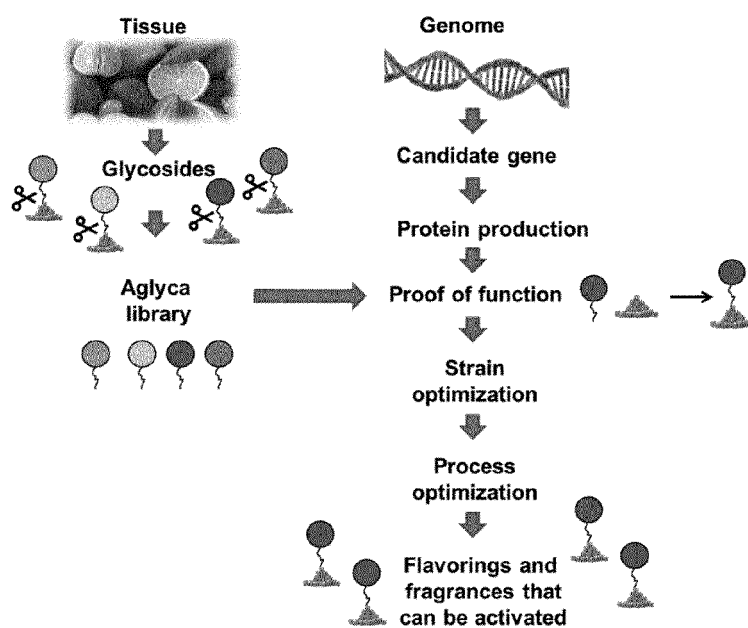 Tissue
Glycosides
Aglyca
library
Genome
Candidate gene
Protein production
Proof of function
Strain
optimization
Process
optimization
Flavorings and
fragrances that
can be activated